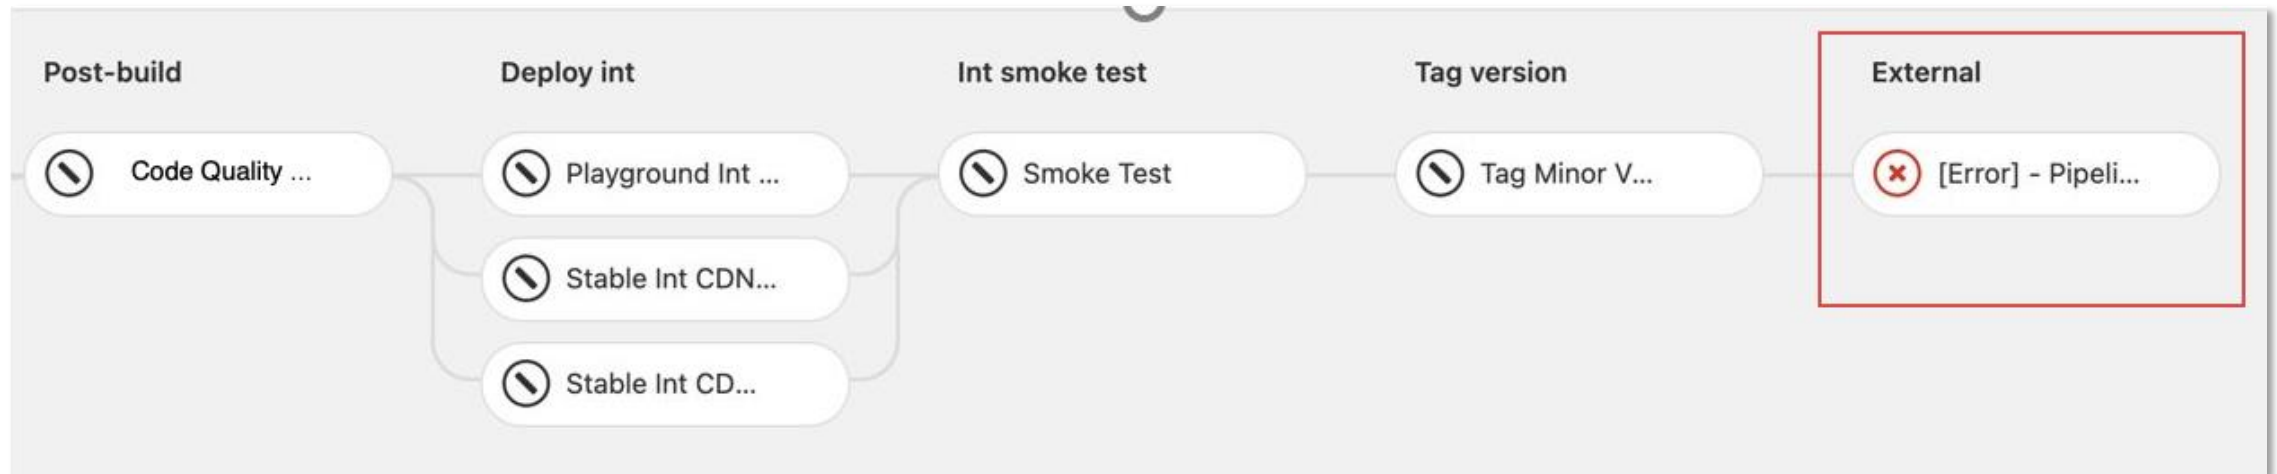 Post-build
Code Quality ...
Deploy int
Playground Int ...
Stable Int CDN...
Stable Int CD...
Int smoke test
Smoke Test
Tag version
Tag Minor V...
External
[Error] - Pipeli...